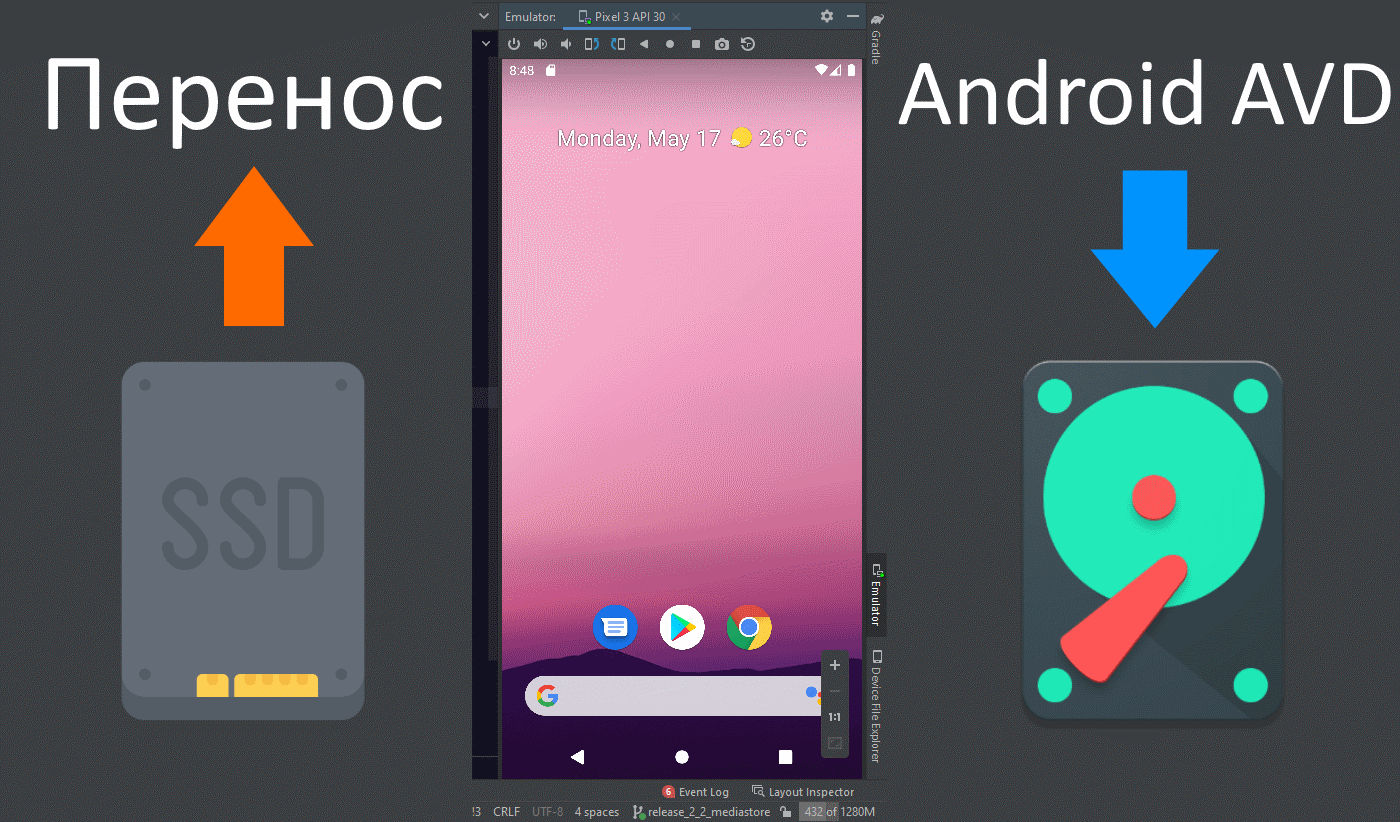 Перенос
Android AVD
Emulator:
Pixel 3 API 30
Gradle
8:48
Monday, May 17 26°C
SSD
1:1
Emulator
Device File Explorer
6 Event Log
Layout Inspector
CRLF UTF-8 4 spaces release_2_2_mediastore 432 of 1280M